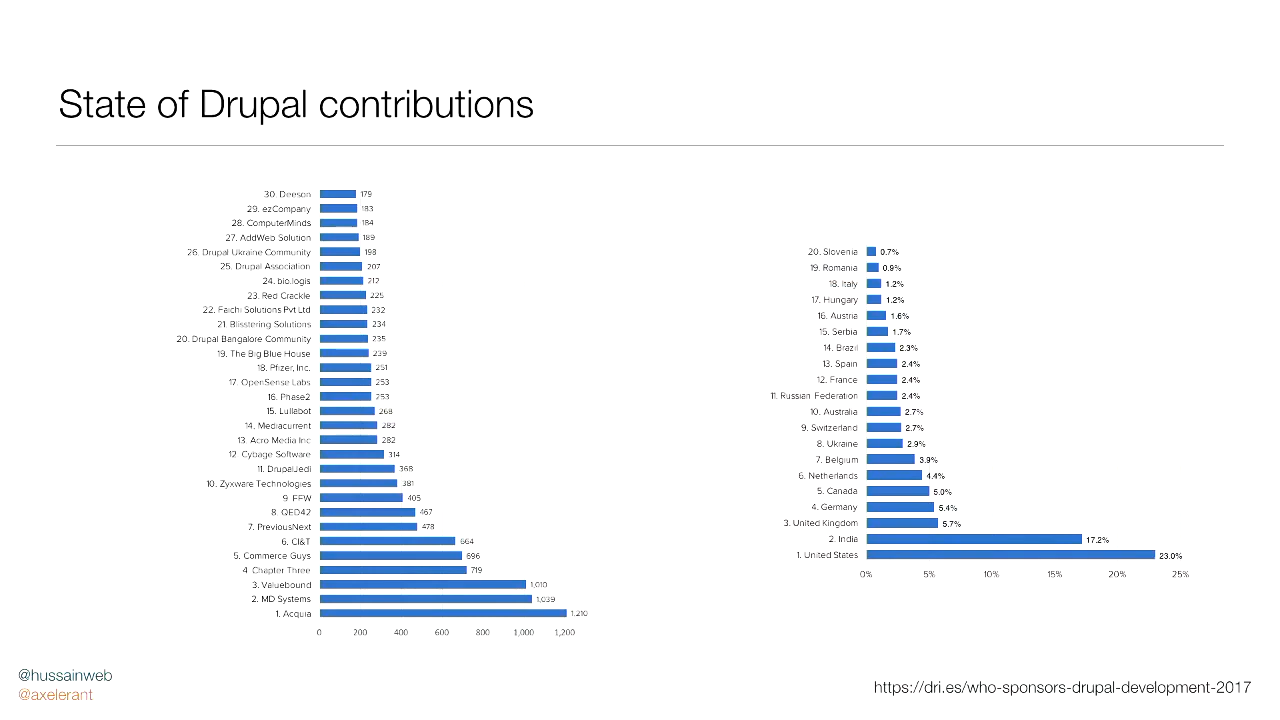 State of Drupal contributions
30. Deeson 179
29. ezCompany 183
28. ComputerMinds 184
27. AddWeb Solution 189
26. Drupal Ukraine Community 198
25. Drupal Association 207
24. bio.logis 212
23. Red Crackle 225
22. Faichi Solutions Pvt Ltd 232
21. Blisstering Solutions 234
20. Drupal Bangalore Community 235
19. The Big Blue House 239
18. Pfizer, Inc. 251
17. OpenSense Labs 253
16. Phase2 253
15. Lullabot 268
14. Mediacurrent 282
13. Acro Media Inc 282
12. Cybage Software 314
11. DrupalJedi 368
10. Zyxware Technologies 381
9. FFW 405
8. QED42 467
7. PreviousNext 478
6. CI&T 664
5. Commerce Guys 696
4. Chapter Three 719
3. Valuebound 1,010
2. MD Systems 1,039
1. Acquia 1,210
0 200 400 600 800 1,000 1,200
20. Slovenia 0.7%
19. Romania 0.9%
18. Italy 1.2%
17. Hungary 1.2%
16. Austria 1.6%
15. Serbia 1.7%
14. Brazil 2.3%
13. Spain 2.4%
12. France 2.4%
11. Russian Federation 2.4%
10. Australia 2.7%
9. Switzerland 2.7%
8. Ukraine 2.9%
7. Belgium 3.9%
6. Netherlands 4.4%
5. Canada 5.0%
4. Germany 5.4%
3. United Kingdom 5.7%
2. India 17.2%
1. United States 23.0%
0% 5% 10% 15% 20% 25%
@hussainweb
@axelerant
https://dri.es/who-sponsors-drupal-development-2017